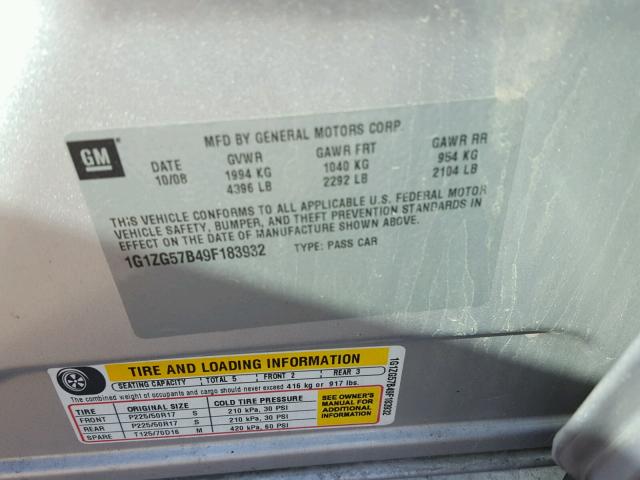 MFD BY GENERAL MOTORS CORP.
GM
DATE GVWR GAWR FRT GAWR RR
10/08 1994 KG 1040 KG 954 KG
4396 LB 2292 LB 2104 LB
THIS VEHICLE CONFORMS TO ALL APPLICABLE U.S. FEDERAL MOTOR
VEHICLE SAFETY, BUMPER, AND THEFT PREVENTION STANDARDS IN
EFFECT ON THE DATE OF MANUFACTURE SHOWN ABOVE.
1G1ZG57B49F183932 TYPE: PASS CAR
TIRE AND LOADING INFORMATION
SEATING CAPACITY TOTAL 5 FRONT 2 REAR 3
The combined weight of occupants and cargo should never exceed 416 kg or 917 lbs.
TIRE ORIGINAL SIZE COLD TIRE PRESSURE
FRONT P225/50R17 S 210 kPa, 30 PSI
REAR P225/50R17 S 210 kPa, 30 PSI
SPARE T125/70D16 M 420 kPa, 60 PSI
SEE OWNER'S
MANUAL FOR
ADDITIONAL
INFORMATION
1G1ZG57B49F183932